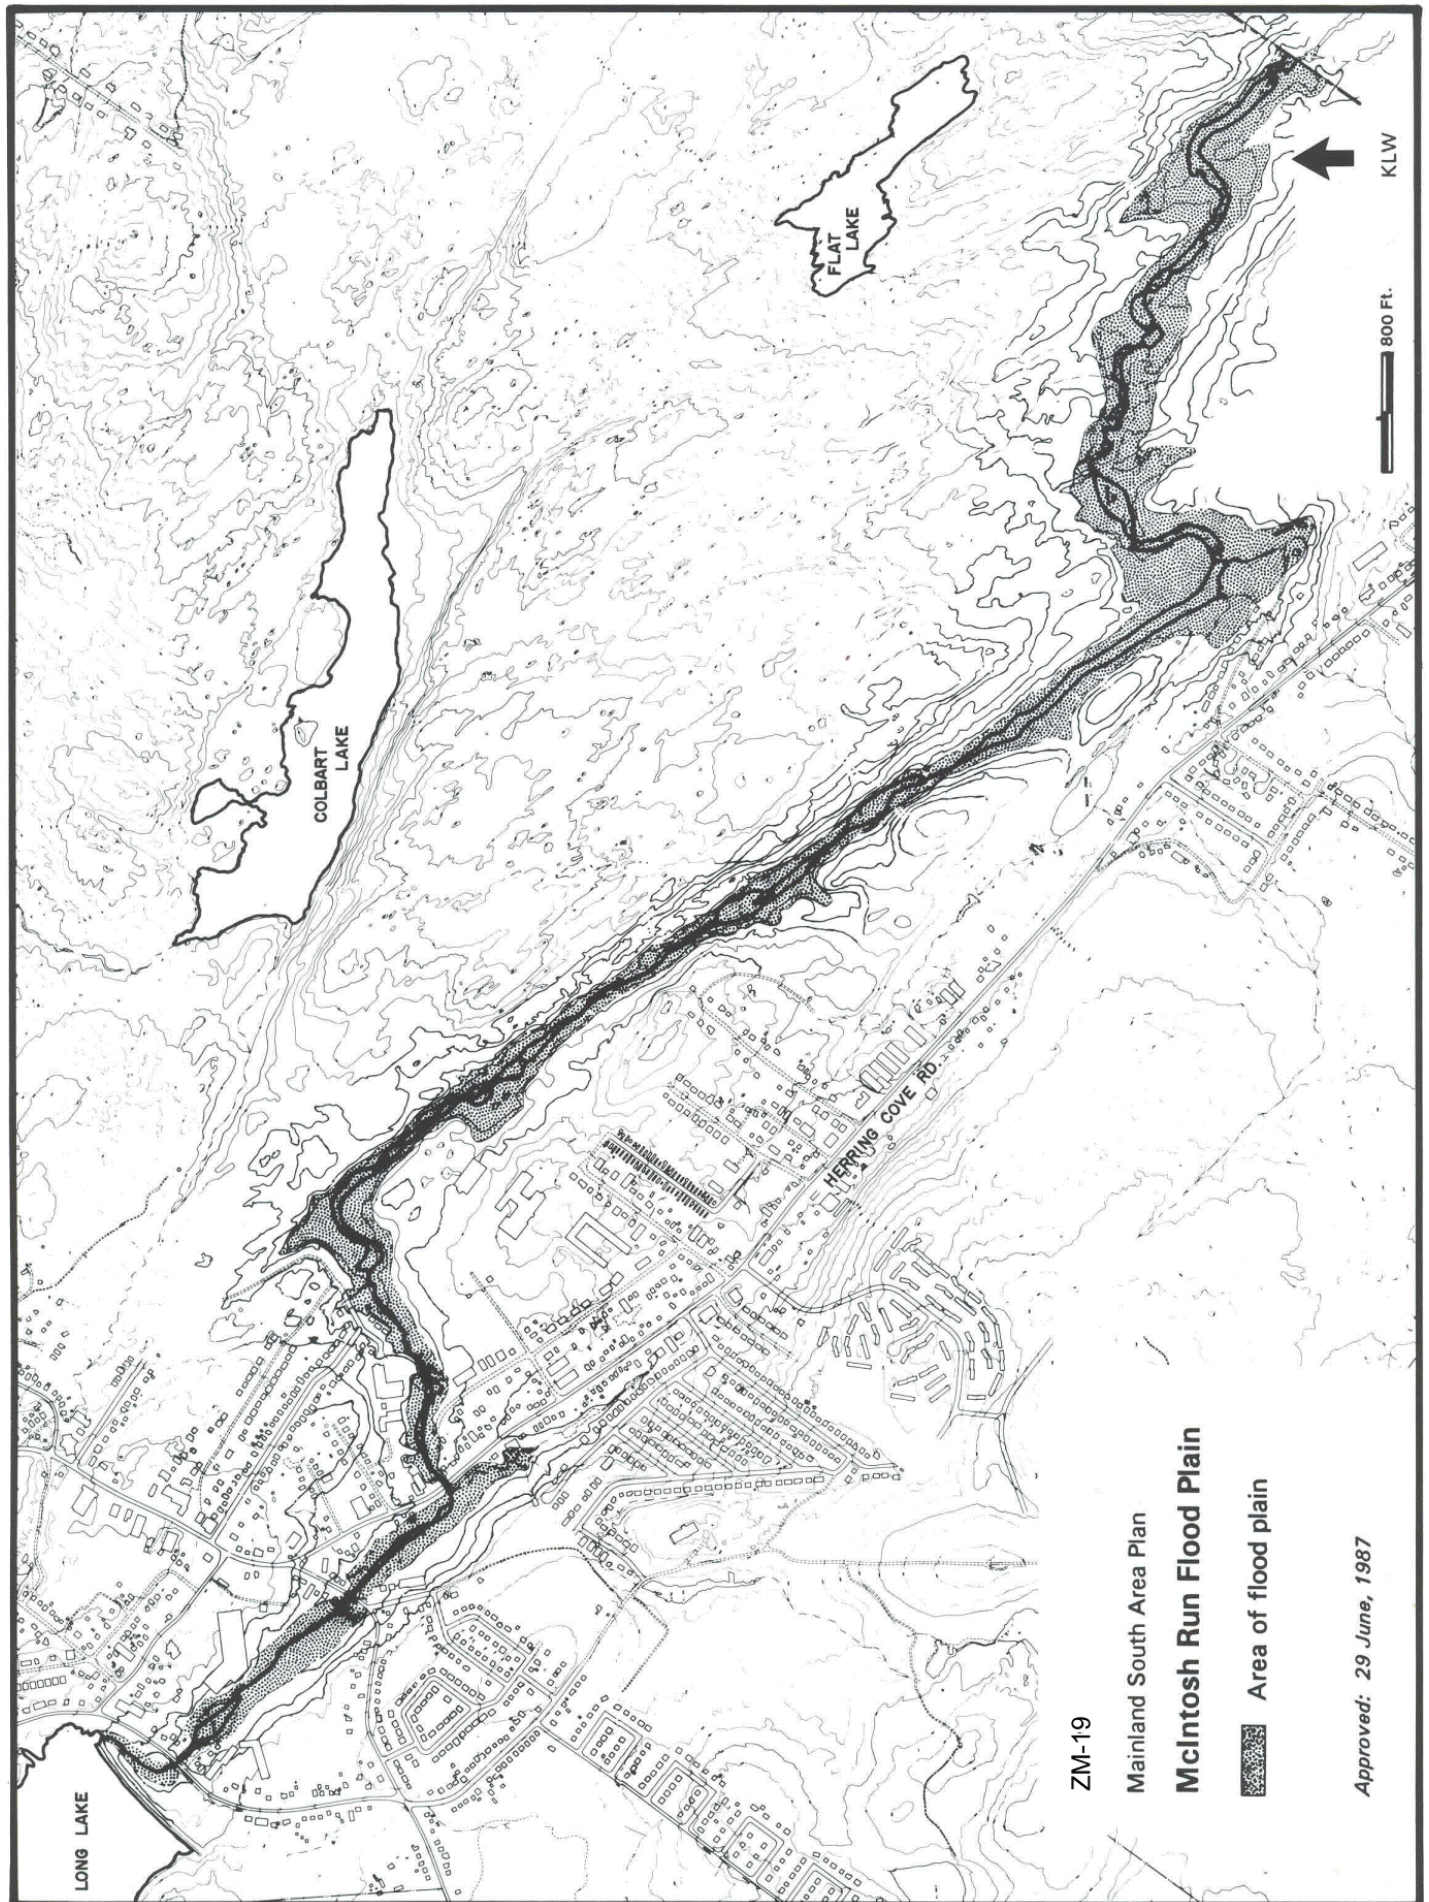 LONG LAKE
COLBART
LAKE
FLAT
LAKE
HERRING COVE RD.
ZM-19
Mainland South Area Plan
McIntosh Run Flood Plain
Area of flood plain
Approved: 29 June, 1987
800 Ft.
KLW